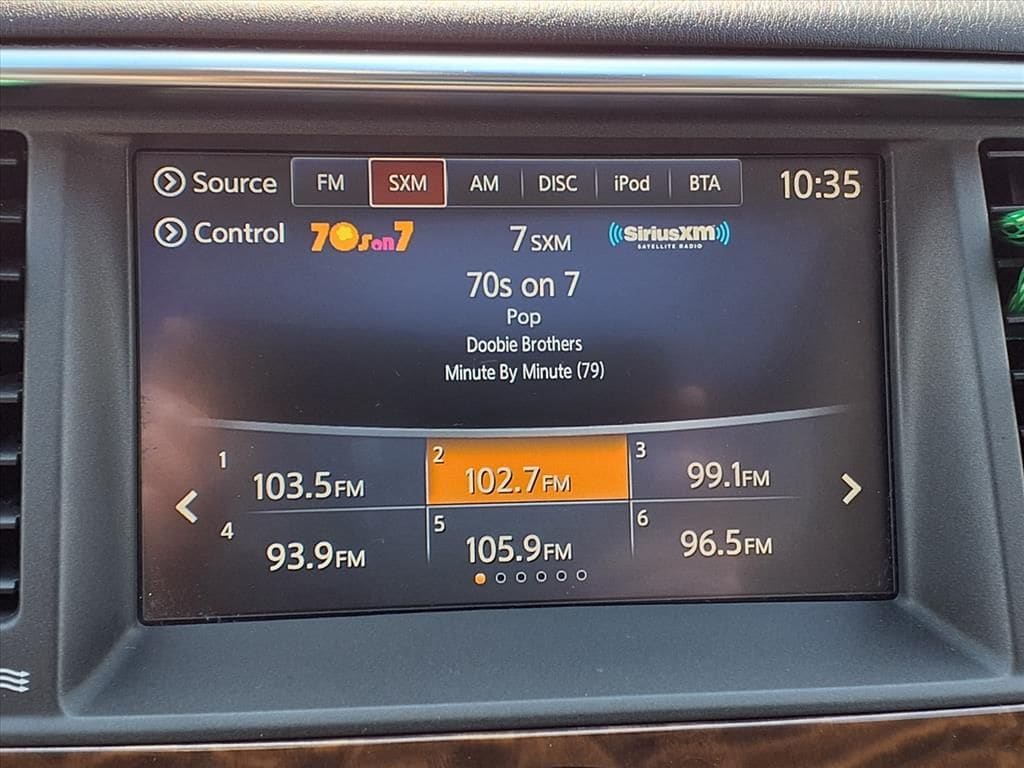 Source FM SXM AM DISC iPod BTA 10:35
Control 70s on 7 7 SXM ((SiriusXM))
SATELLITE RADIO
70s on 7
Pop
Doobie Brothers
Minute By Minute (79)
1 103.5FM 2 102.7FM 3 99.1FM
4 93.9FM 5 105.9FM 6 96.5FM